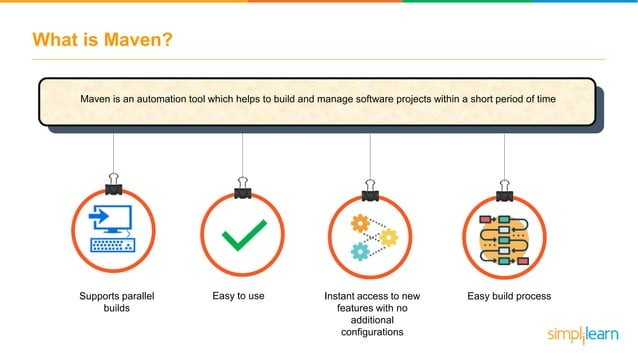 What is Maven?
Maven is an automation tool which helps to build and manage software projects within a short period of time
Supports parallel
builds
Easy to use
Instant access to new
features with no
additional
configurations
Easy build process
simplilearn